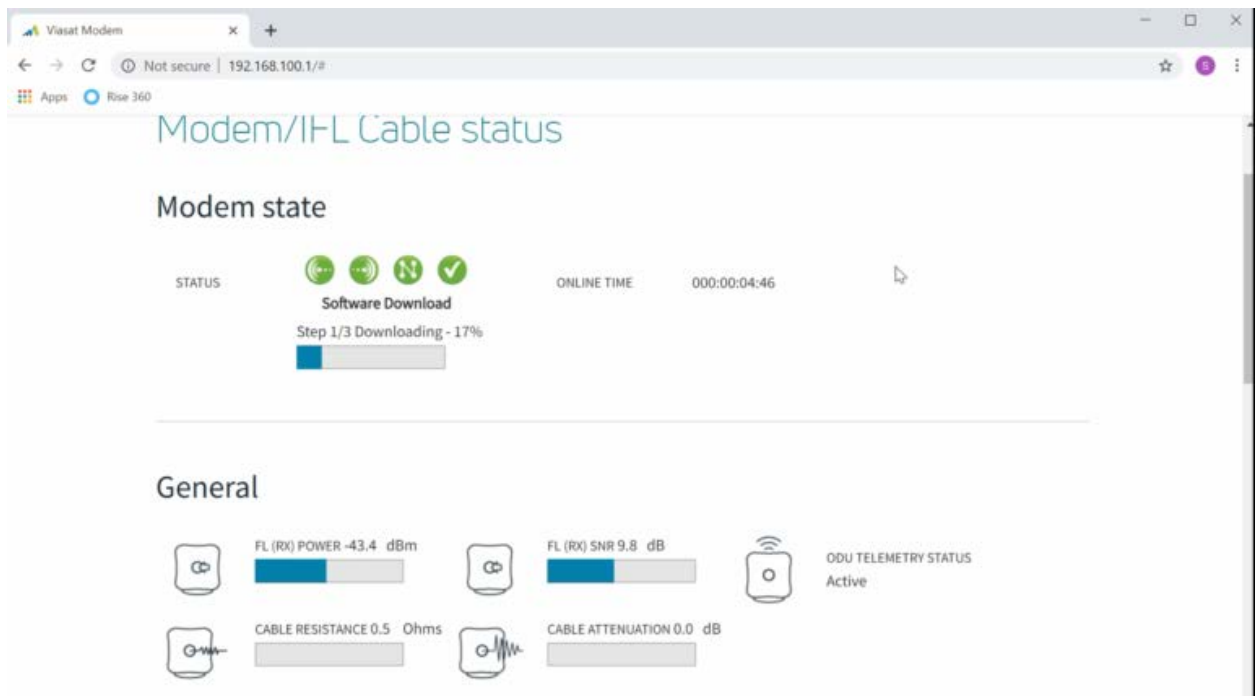 Viasat Modem
Not secure | 192.168.100.1/#
Apps Rise 360
S
Modem/IFL Cable status
Modem state
STATUS
Software Download
Step 1/3 Downloading - 17%
ONLINE TIME 000:00:04:46
General
FL (RX) POWER -43.4 dBm
FL (RX) SNR 9.8 dB
ODU TELEMETRY STATUS
Active
CABLE RESISTANCE 0.5 Ohms
CABLE ATTENUATION 0.0 dB